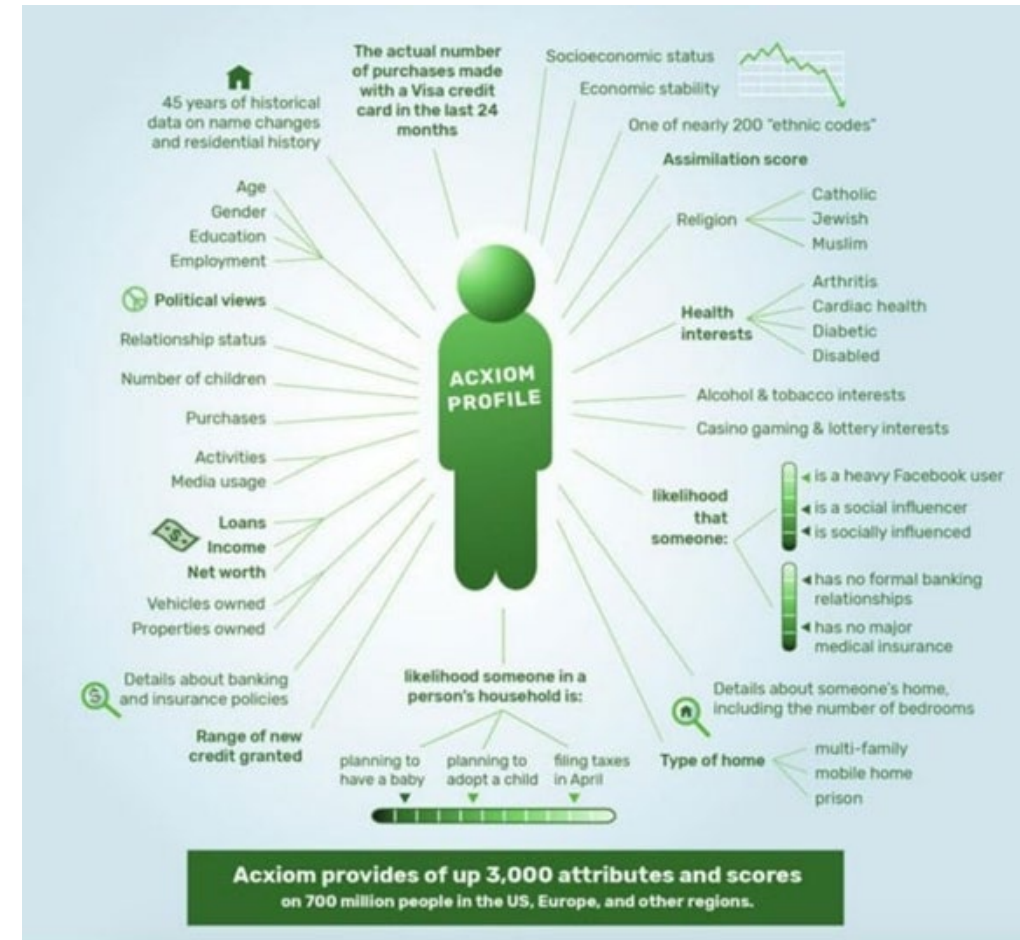 The actual number
of purchases made
with a Visa credit
card in the last 24
months
Socioeconomic status
Economic stability
One of nearly 200 "ethnic codes"
Assimilation score
45 years of historical
data on name changes
and residential history
Age
Gender
Education
Employment
Political views
Relationship status
Number of children
Purchases
Activities
Media usage
Loans
Income
Net worth
Vehicles owned
Properties owned
Details about banking
and insurance policies
Range of new
credit granted
ACXIOM
PROFILE
Religion
Catholic
Jewish
Muslim
Health
interests
Arthritis
Cardiac health
Diabetic
Disabled
Alcohol & tobacco interests
Casino gaming & lottery interests
likelihood
that
someone:
is a heavy Facebook user
is a social influencer
is socially influenced
has no formal banking
relationships
has no major
medical insurance
Details about someone's home,
including the number of bedrooms
Type of home
multi-family
mobile home
prison
likelihood someone in a
person's household is:
planning to
have a baby
planning to
adopt a child
filing taxes
in April
Acxiom provides of up 3,000 attributes and scores
on 700 million people in the US, Europe, and other regions.